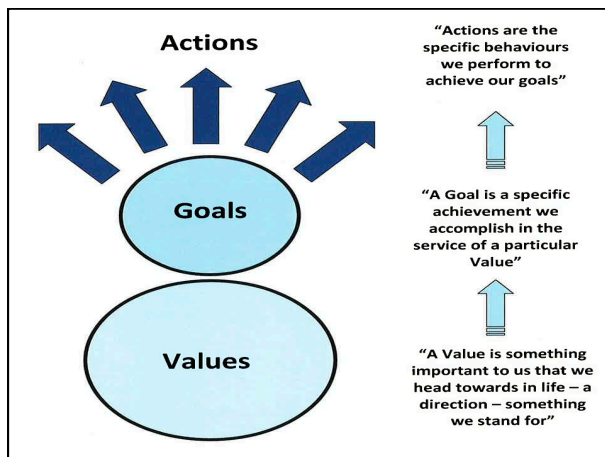 Actions
Goals
Values
“Actions are the
specific behaviours
we perform to
achieve our goals”
“A Goal is a specific
achievement we
accomplish in the
service of a particular
Value”
“A Value is something
important to us that we
head towards in life – a
direction – something
we stand for”